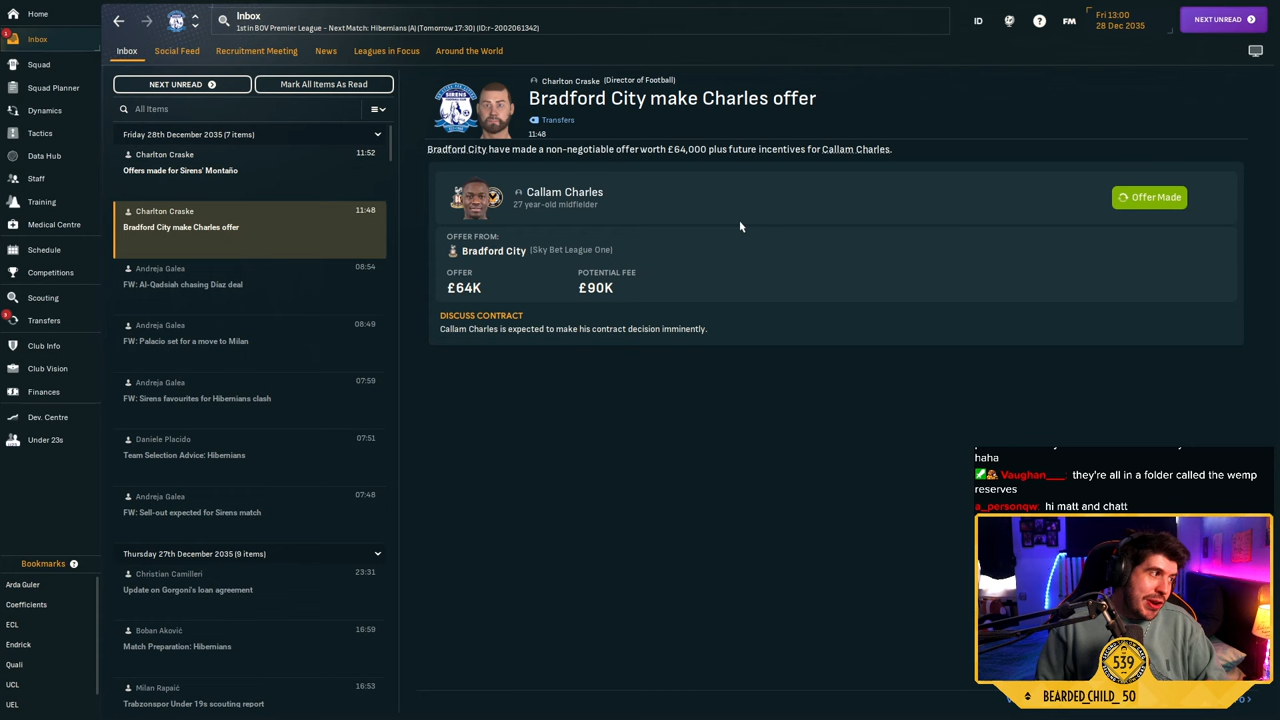 Home
1
Inbox
Squad
Squad Planner
Dynamics
Tactics
Data Hub
Staff
Training
Medical Centre
Schedule
Competitions
Scouting
3
Transfers
Club Info
Club Vision
Finances
Dev. Centre
Under 23s
Bookmarks ?
Arda Guler
Coefficients
ECL
Endrick
Quali
UCL
UEL
Inbox
1st in BOV Premier League - Next Match: Hibernians (A) (Tomorrow 17:30) (ID:r-2002061342)
ID
?
FM
Fri 13:00
28 Dec 2035
NEXT UNREAD
Inbox
Social Feed
Recruitment Meeting
News
Leagues in Focus
Around the World
NEXT UNREAD
Mark All Items As Read
All Items
Friday 28th December 2035 (7 items)
Charlton Craske
11:52
Offers made for Sirens' Montaño
Charlton Craske
11:48
Bradford City make Charles offer
Andreja Galea
08:54
FW: Al-Qadsiah chasing Díaz deal
Andreja Galea
08:49
FW: Palacio set for a move to Milan
Andreja Galea
07:59
FW: Sirens favourites for Hibernians clash
Daniele Placido
07:51
Team Selection Advice: Hibernians
Andreja Galea
07:48
FW: Sell-out expected for Sirens match
Thursday 27th December 2035 (9 items)
Christian Camilleri
23:31
Update on Gorgoni's loan agreement
Boban Aković
16:59
Match Preparation: Hibernians
Milan Rapaić
16:53
Trabzonspor Under 19s scouting report
SIRENS
Charlton Craske (Director of Football)
Bradford City make Charles offer
Transfers
11:48
Bradford City have made a non-negotiable offer worth £64,000 plus future incentives for Callam Charles.
Callam Charles
27 year-old midfielder
Offer Made
OFFER FROM:
Bradford City (Sky Bet League One)
OFFER
POTENTIAL FEE
£64K
£90K
DISCUSS CONTRACT
Callam Charles is expected to make his contract decision imminently.
haha
Vaughan___: they're all in a folder called the wemp
reserves
a_personqw: hi matt and chatt
539
BEARDED_CHILD_50